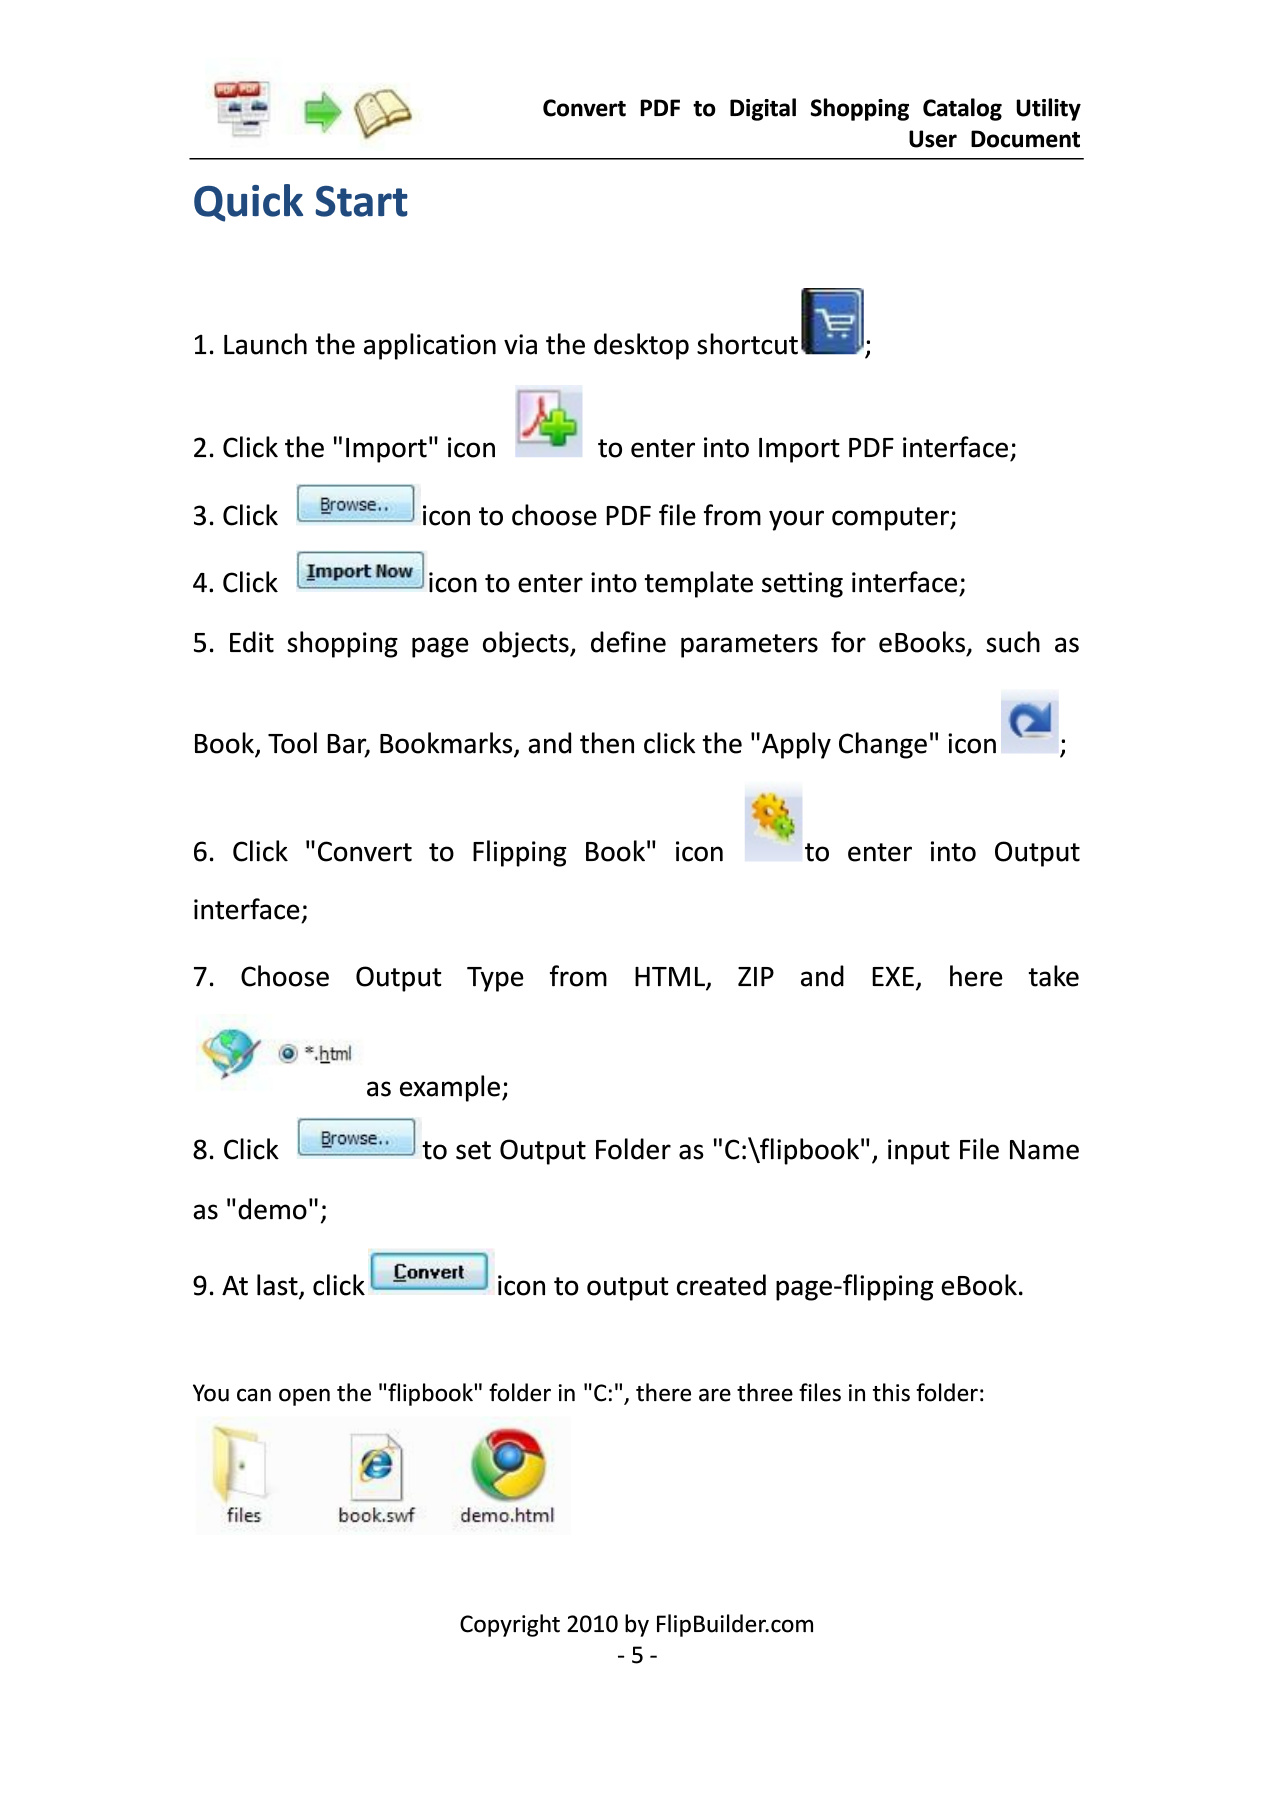 Convert PDF to Digital Shopping Catalog Utility
User Document
Quick Start
1. Launch the application via the desktop shortcut;
2. Click the "Import" icon to enter into Import PDF interface;
3. Click Browse.. icon to choose PDF file from your computer;
4. Click Import Now icon to enter into template setting interface;
5. Edit shopping page objects, define parameters for eBooks, such as
Book, Tool Bar, Bookmarks, and then click the "Apply Change" icon;
6. Click "Convert to Flipping Book" icon to enter into Output
interface;
7. Choose Output Type from HTML, ZIP and EXE, here take
*.html as example;
8. Click Browse.. to set Output Folder as "C:\flipbook", input File Name
as "demo";
9. At last, click Convert icon to output created page-flipping eBook.
You can open the "flipbook" folder in "C:", there are three files in this folder:
files book.swf demo.html
Copyright 2010 by FlipBuilder.com
- 5 -